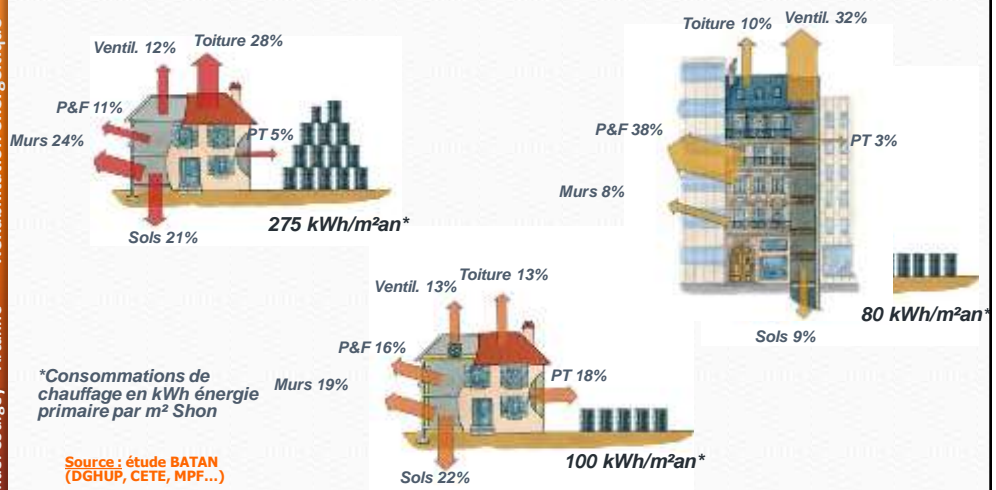 Ventil. 12%
Toiture 28%
P&F 11%
Murs 24%
PT 5%
Sols 21%
275 kWh/m²an*
Toiture 10%
Ventil. 32%
P&F 38%
PT 3%
Murs 8%
Sols 9%
80 kWh/m²an*
Ventil. 13%
Toiture 13%
P&F 16%
Murs 19%
PT 18%
Sols 22%
100 kWh/m²an*
*Consommations de
chauffage en kWh énergie
primaire par m² Shon
Source : étude BATAN
(DGHUP, CETE, MPF...)